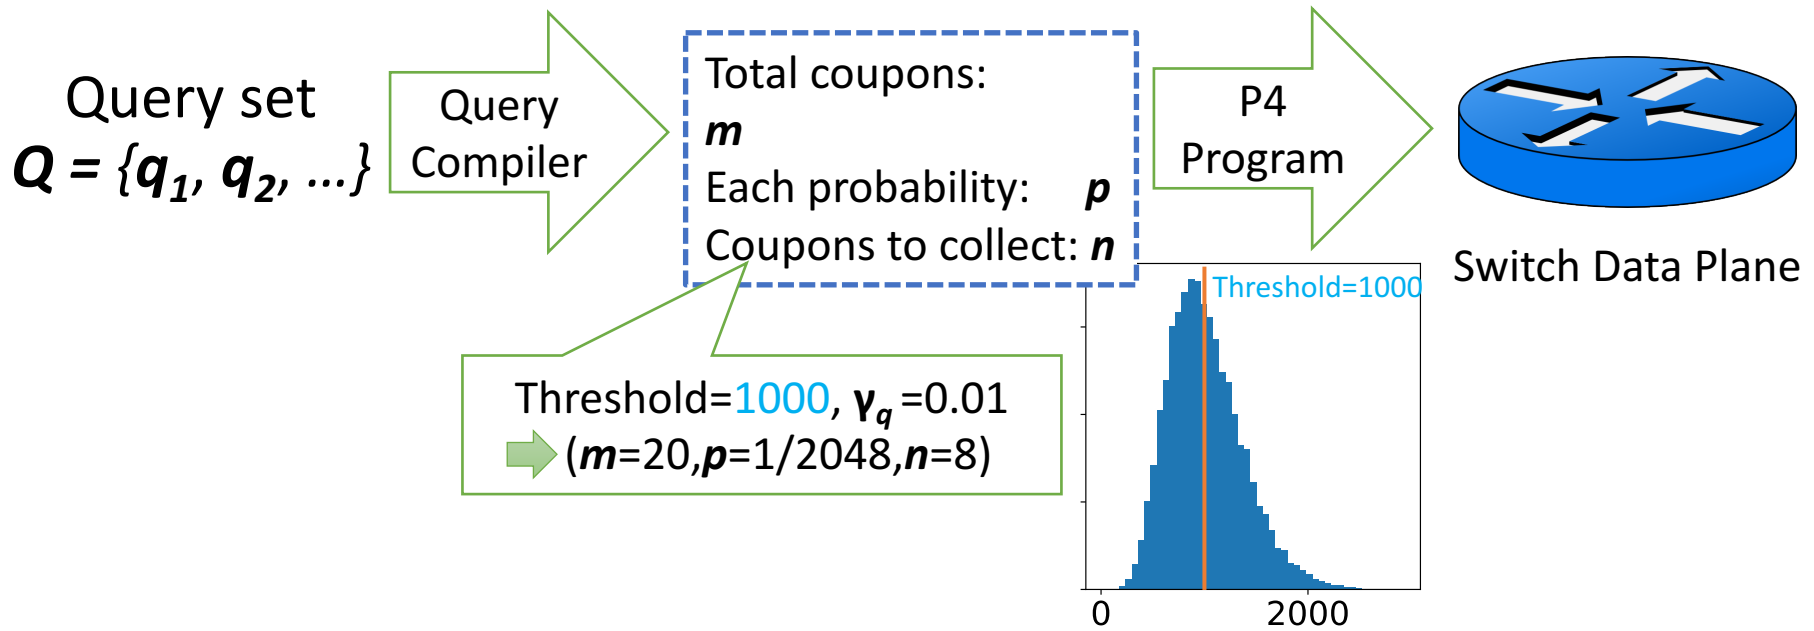 Query set
Q = {q1, q2, ...}
Query
Compiler
Total coupons:
m
Each probability: p
Coupons to collect: n
P4
Program
Switch Data Plane
Threshold=1000
Threshold=1000, γq =0.01
(m=20,p=1/2048,n=8)
0 2000